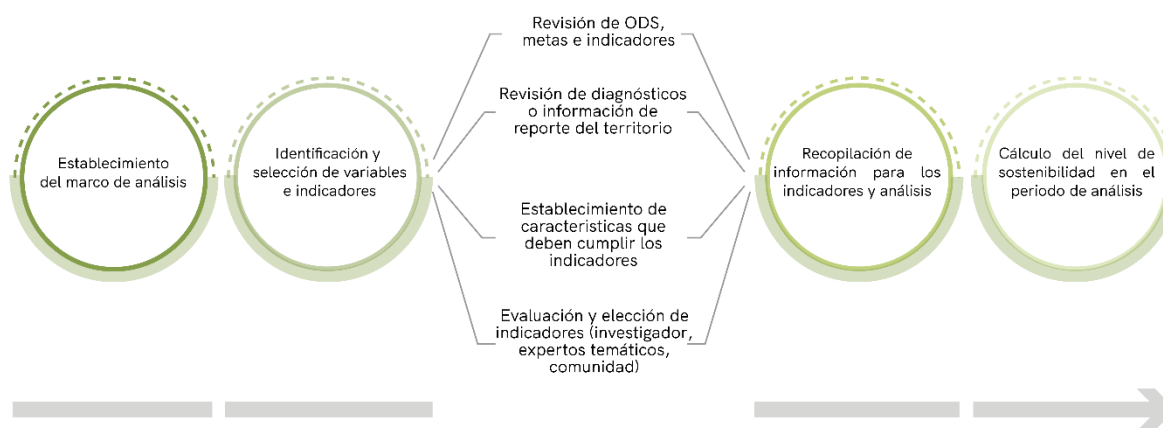 Establecimiento
del marco de análisis
Identificación y
selección de variables
e indicadores
Revisión de ODS,
metas e indicadores
Revisión de diagnósticos
o información de
reporte del territorio
Establecimiento de
caracteristicas que
deben cumplir los
indicadores
Evaluación y elección de
indicadores (investigador,
expertos temáticos,
comunidad)
Recopilación de
información para los
indicadores y análisis
Cálculo del nivel de
sostenibilidad en el
periodo de análisis